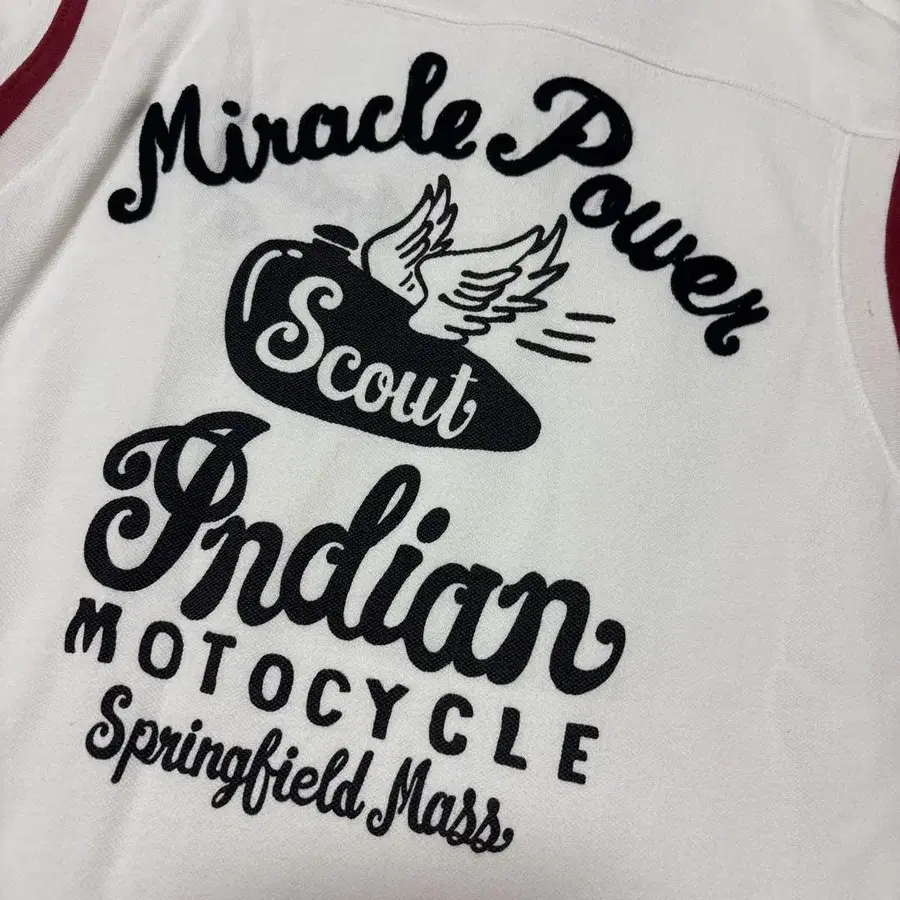 Miracle Power
Scout
Indian
MOTOCYCLE
Springfield, Mass.